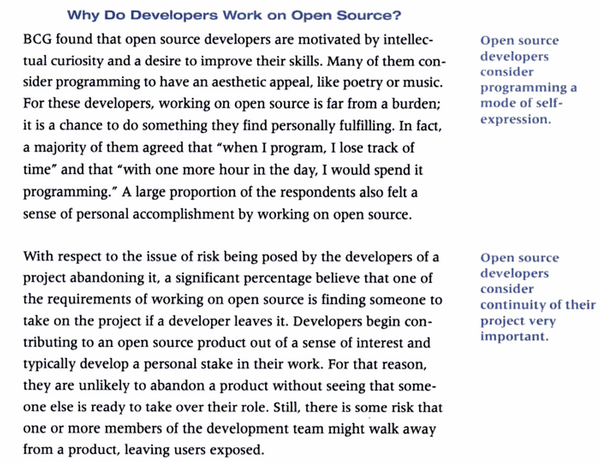 Why Do Developers Work on Open Source?
BCG found that open source developers are motivated by intellec-
tual curiosity and a desire to improve their skills. Many of them con-
sider programming to have an aesthetic appeal, like poetry or music.
For these developers, working on open source is far from a burden;
it is a chance to do something they find personally fulfilling. In fact,
a majority of them agreed that “when I program, I lose track of
time” and that “with one more hour in the day, I would spend it
programming.” A large proportion of the respondents also felt a
sense of personal accomplishment by working on open source.
Open source
developers
consider
programming a
mode of self-
expression.
With respect to the issue of risk being posed by the developers of a
project abandoning it, a significant percentage believe that one of
the requirements of working on open source is finding someone to
take on the project if a developer leaves it. Developers begin con-
tributing to an open source product out of a sense of interest and
typically develop a personal stake in their work. For that reason,
they are unlikely to abandon a product without seeing that some-
one else is ready to take over their role. Still, there is some risk that
one or more members of the development team might walk away
from a product, leaving users exposed.
Open source
developers
consider
continuity of their
project very
important.